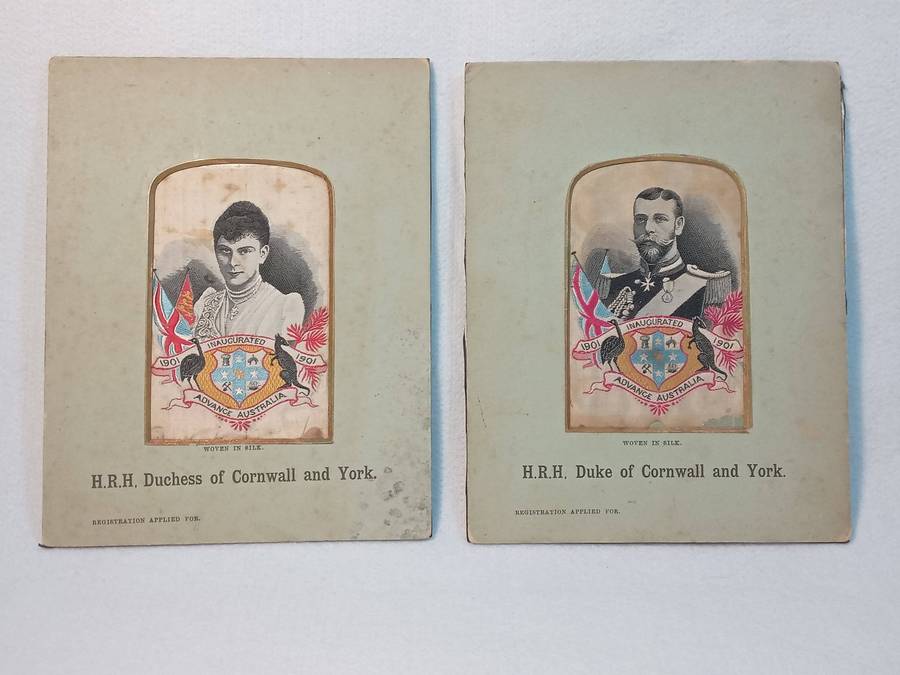 INAUGURATED
1901 1901
ADVANCE AUSTRALIA
WOVEN IN SILK.
H.R.H. Duchess of Cornwall and York.
REGISTRATION APPLIED FOR.
INAUGURATED
1901 1901
ADVANCE AUSTRALIA
WOVEN IN SILK.
H.R.H. Duke of Cornwall and York.
REGISTRATION APPLIED FOR.